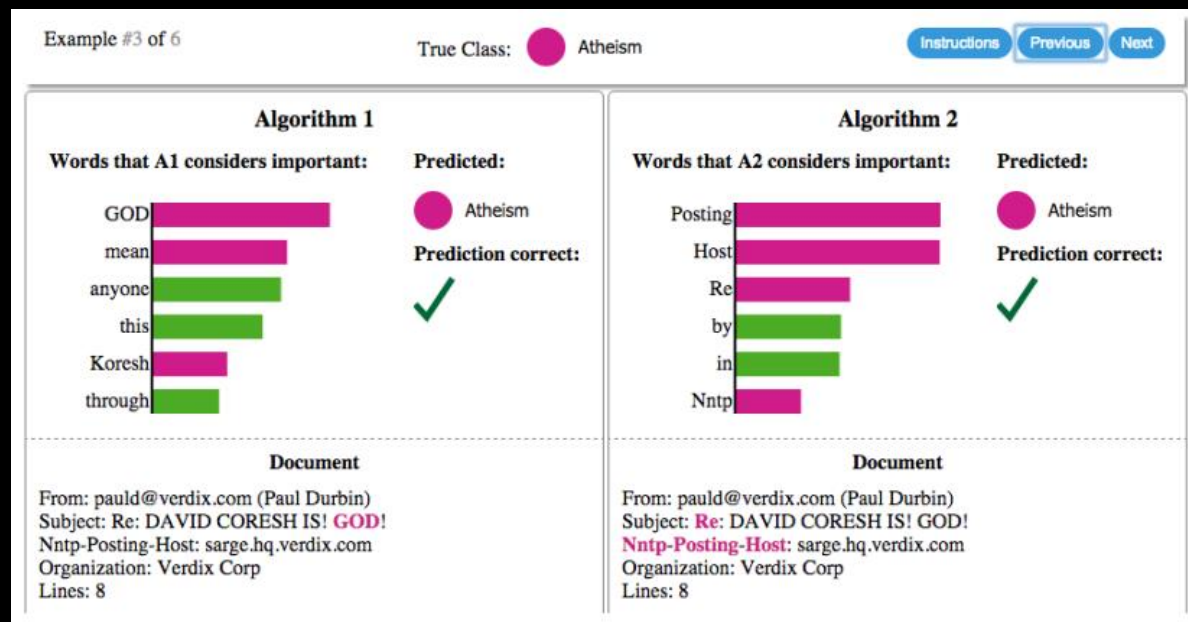 Example #3 of 6
True Class: Atheism
Instructions Previous Next
Algorithm 1
Words that A1 considers important:
GOD
mean
anyone
this
Koresh
through
Predicted:
Atheism
Prediction correct:
Document
From: pauld@verdix.com (Paul Durbin)
Subject: Re: DAVID CORESH IS! GOD!
Nntp-Posting-Host: sarge.hq.verdix.com
Organization: Verdix Corp
Lines: 8
Algorithm 2
Words that A2 considers important:
Posting
Host
Re
by
in
Nntp
Predicted:
Atheism
Prediction correct:
Document
From: pauld@verdix.com (Paul Durbin)
Subject: Re: DAVID CORESH IS! GOD!
Nntp-Posting-Host: sarge.hq.verdix.com
Organization: Verdix Corp
Lines: 8